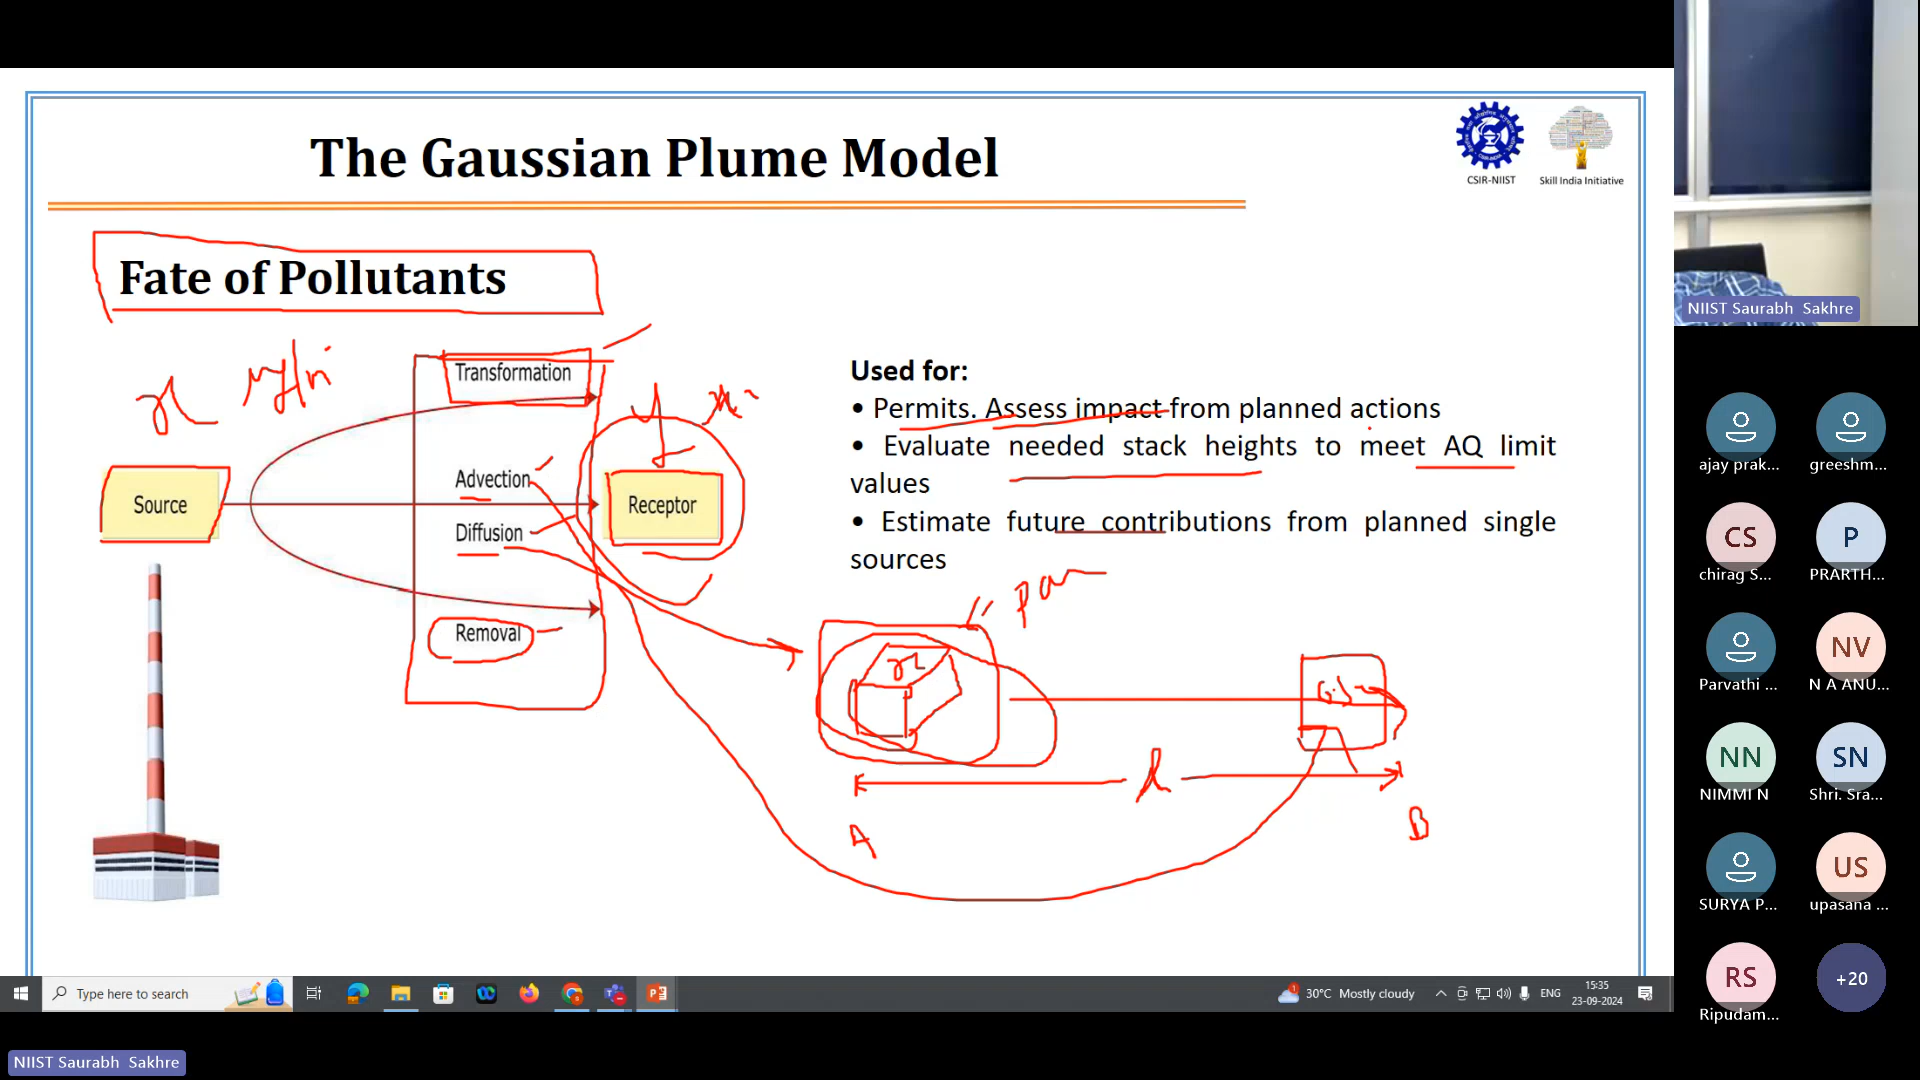 The Gaussian Plume Model
CSIR-NIIST
Skill India Initiative
Fate of Pollutants
Transformation
Source
Advection
Diffusion
Receptor
Removal
Used for:
• Permits. Assess impact from planned actions
• Evaluate needed stack heights to meet AQ limit
values
• Estimate future contributions from planned single
sources
l
A
B
NIIST Saurabh Sakhre
ajay prak...
greeshm...
CS
chirag S...
P
PRARTH...
Parvathi ...
NV
N A ANU...
NN
NIMMI N
SN
Shri. Sra...
SURYA P...
US
upasana ...
RS
Ripudam...
+20
Type here to search
30°C Mostly cloudy
ENG
15:35
23-09-2024
NIIST Saurabh Sakhre